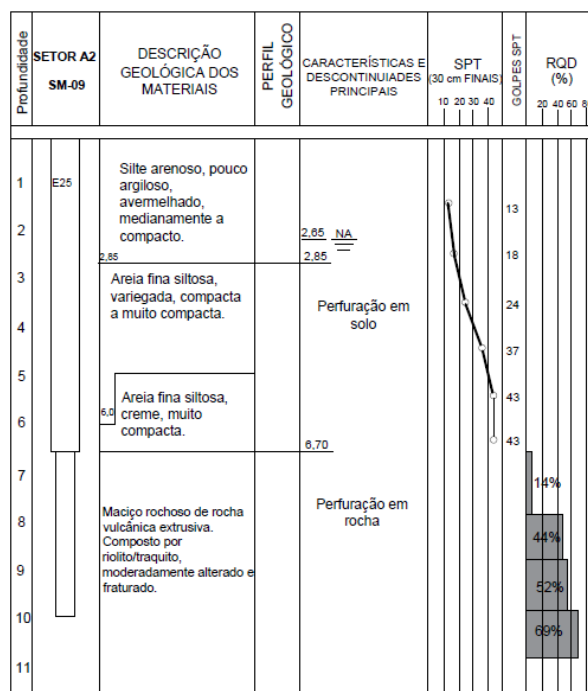 Profundidade
SETOR A2
SM-09
DESCRIÇÃO
GEOLÓGICA DOS
MATERIAIS
PERFIL
GEOLÓGICO
CARACTERÍSTICAS E
DESCONTINUIADES
PRINCIPAIS
SPT
(30 cm FINAIS)
10 20 30 40
GOLPES SPT
RQD
(%)
20 40 60 8
1
E25
Silte arenoso, pouco
argiloso,
avermelhado,
medianamente a
compacto.
13
2
2,65 NA
18
2,85
2,85
3
Areia fina siltosa,
variegada, compacta
a muito compacta.
Perfuração em
solo
24
4
37
5
43
6,0
Areia fina siltosa,
creme, muito
compacta.
6
43
6,70
7
14%
Maciço rochoso de rocha
vulcânica extrusiva.
Composto por
riolito/traquito,
moderadamente alterado e
fraturado.
Perfuração em
rocha
8
44%
9
52%
10
69%
11